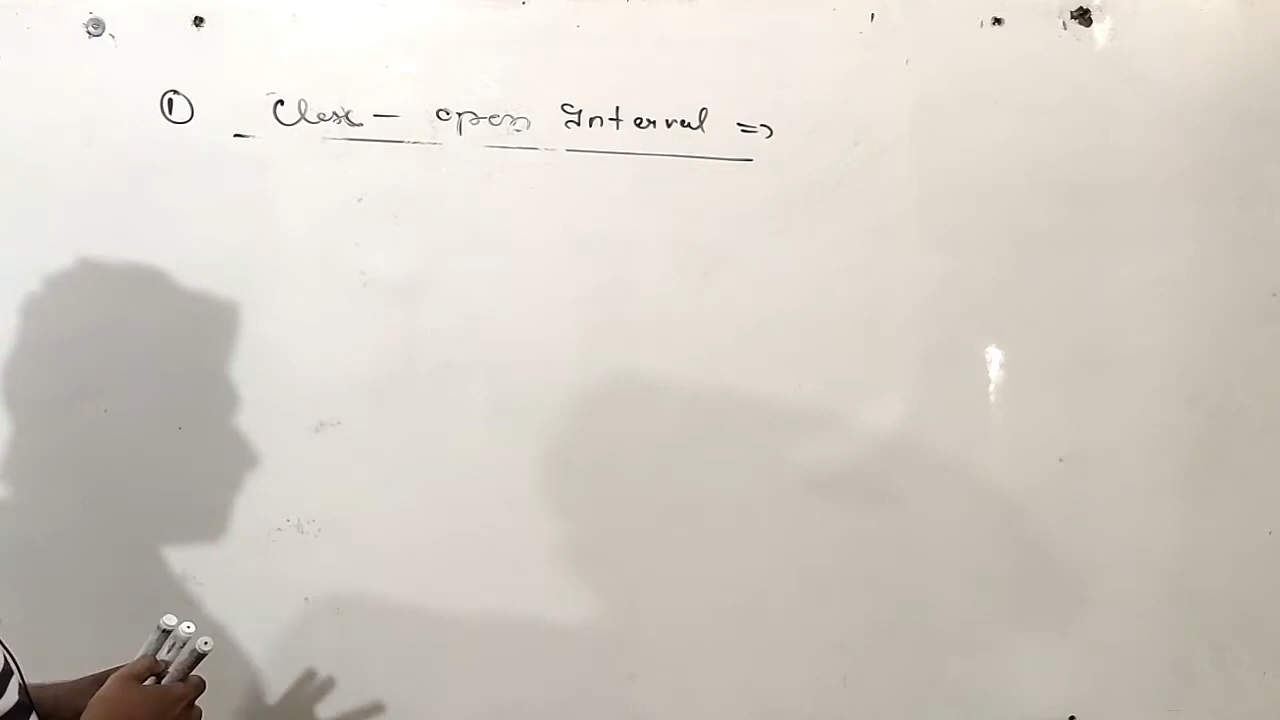 ① Close - open Interval ⇒